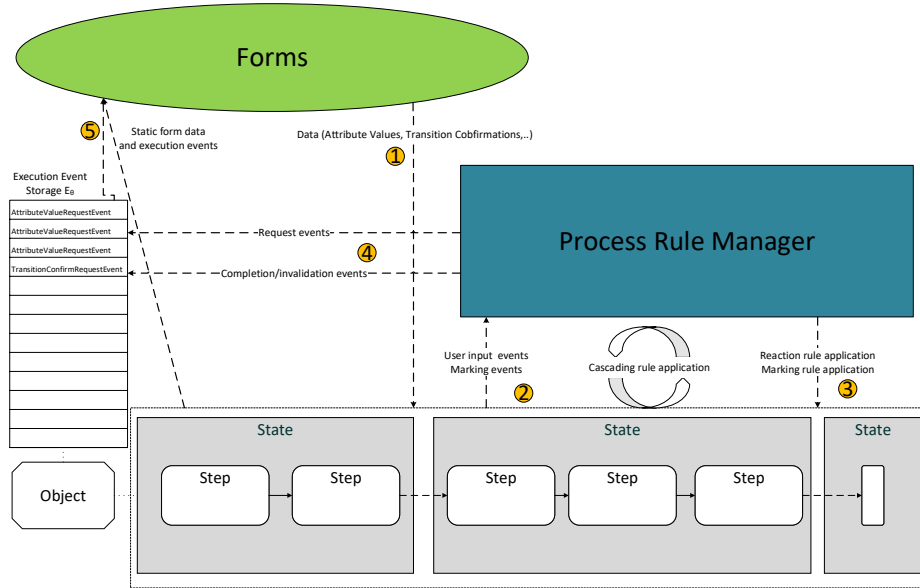 Forms
5
Static form data
and execution events
Data (Attribute Values, Transition Cobfirmations,..)
1
Execution Event
Storage Eθ
AttributeValueRequestEvent
AttributeValueRequestEvent
AttributeValueRequestEvent
TransitionConfirmRequestEvent
Request events
4
Completion/invalidation events
Process Rule Manager
User input events
Marking events
2
Cascading rule application
Reaction rule application
Marking rule application
3
State
State
State
Step
Step
Step
Step
Step
Object